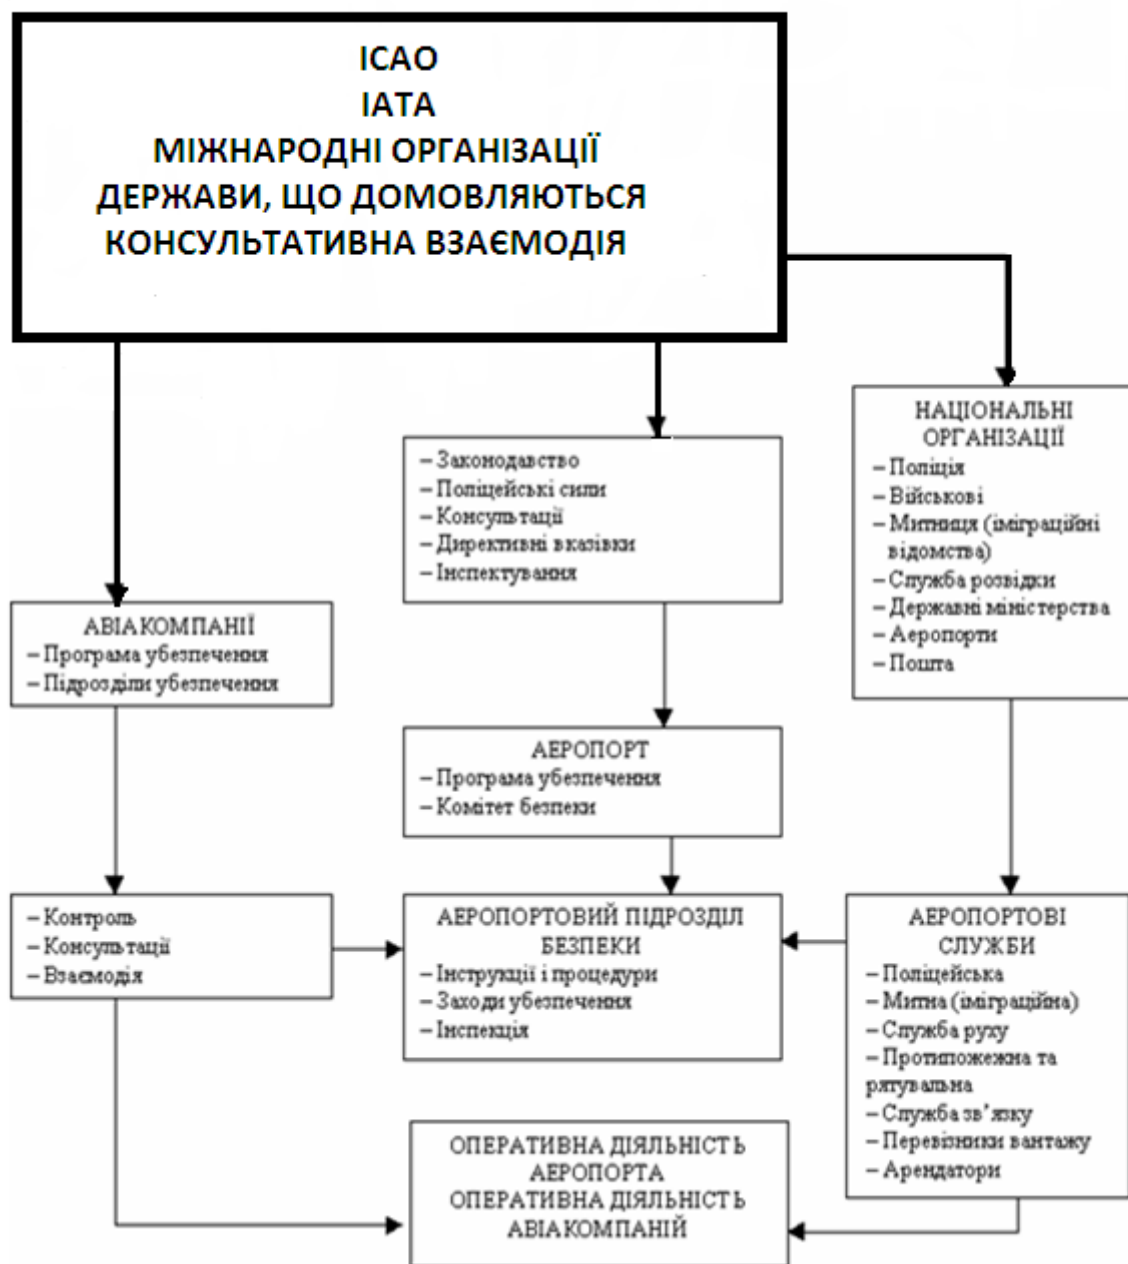 ІСАО
ІАТА
МІЖНАРОДНІ ОРГАНІЗАЦІЇ
ДЕРЖАВИ, ЩО ДОМОВЛЯЮТЬСЯ
КОНСУЛЬТАТИВНА ВЗАЄМОДІЯ
НАЦІОНАЛЬНІ
ОРГАНІЗАЦІЇ
– Поліція
– Військові
– Митниця (іміграційні
відомства)
– Служба розвідки
– Державні міністерства
– Аеропорти
– Пошта
– Законодавство
– Поліцейські сили
– Консультації
– Директивні вказівки
– Інспектування
АВІАКОМПАНІЇ
– Програма убезпечення
– Підрозділи убезпечення
АЕРОПОРТ
– Програма убезпечення
– Комітет безпеки
– Контроль
– Консультації
– Взаємодія
АЕРОПОРТОВИЙ ПІДРОЗДІЛ
БЕЗПЕКИ
– Інструкції і процедури
– Заходи убезпечення
– Інспекція
АЕРОПОРТОВІ
СЛУЖБИ
– Поліцейська
– Митна (іміграційна)
– Служба руху
– Протипожежна та
рятувальна
– Служба зв’язку
– Перевізники вантажу
– Арендатори
ОПЕРАТИВНА ДІЯЛЬНІСТЬ
АЕРОПОРТА
ОПЕРАТИВНА ДІЯЛЬНІСТЬ
АВІАКОМПАНІЙ